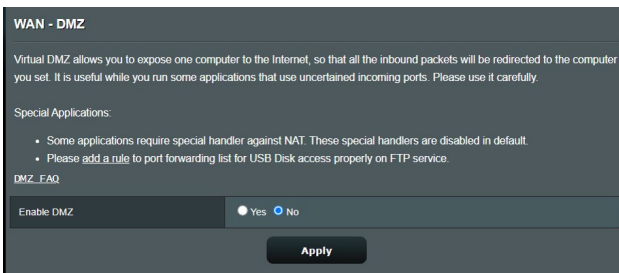 WAN - DMZ
Virtual DMZ allows you to expose one computer to the Internet, so that all the inbound packets will be redirected to the computer
you set. It is useful while you run some applications that use uncertained incoming ports. Please use it carefully.
Special Applications:
• Some applications require special handler against NAT. These special handlers are disabled in default.
• Please add a rule to port forwarding list for USB Disk access properly on FTP service.
DMZ FAQ
Enable DMZ Yes No
Apply